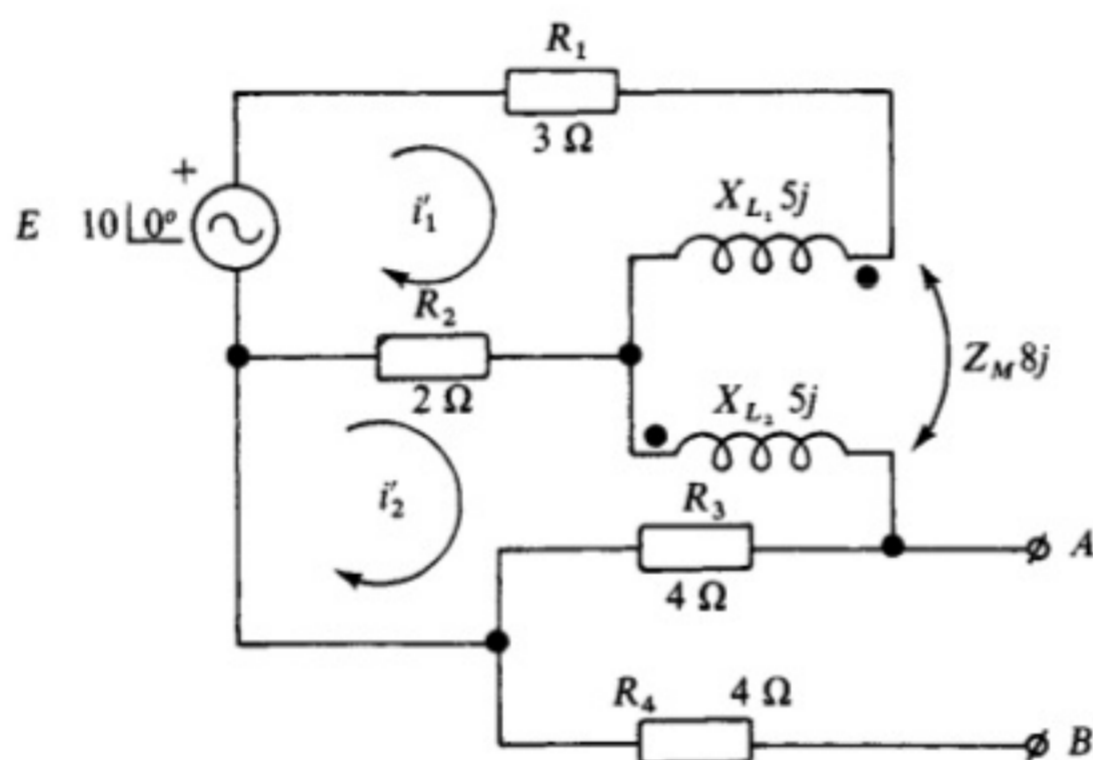 R₁
3 Ω
+
E 10∠0°
i'₁
X_L₁ 5j
R₂
2 Ω
Z_M 8j
X_L₂ 5j
i'₂
R₃
4 Ω
A
R₄ 4 Ω
B